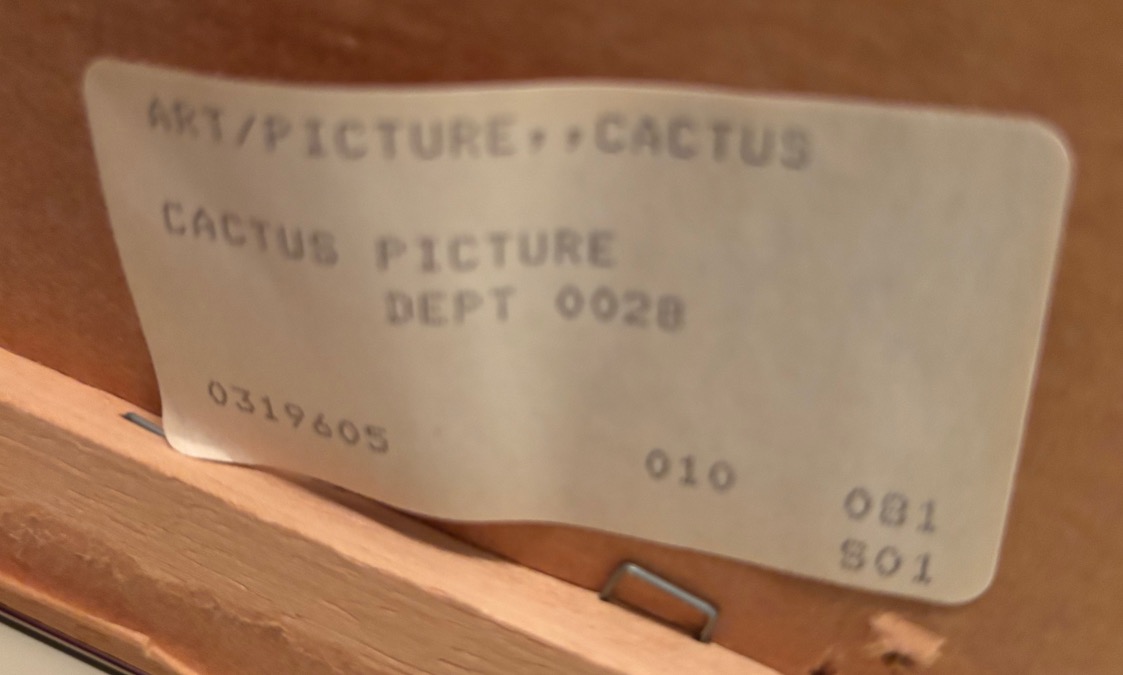 ART/PICTURE,,CACTUS
CACTUS PICTURE
DEPT 0028
0319605
010
081
S01